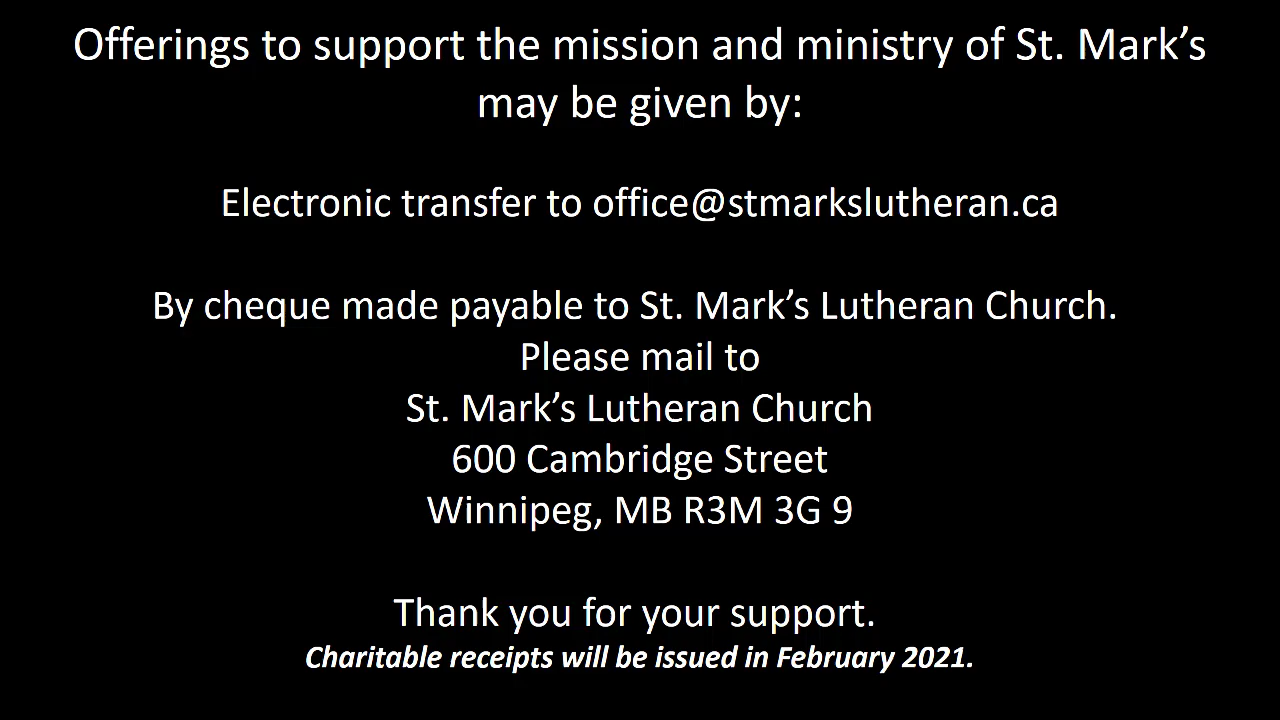 Offerings to support the mission and ministry of St. Mark’s
may be given by:
Electronic transfer to office@stmarkslutheran.ca
By cheque made payable to St. Mark’s Lutheran Church.
Please mail to
St. Mark’s Lutheran Church
600 Cambridge Street
Winnipeg, MB R3M 3G 9
Thank you for your support.
Charitable receipts will be issued in February 2021.